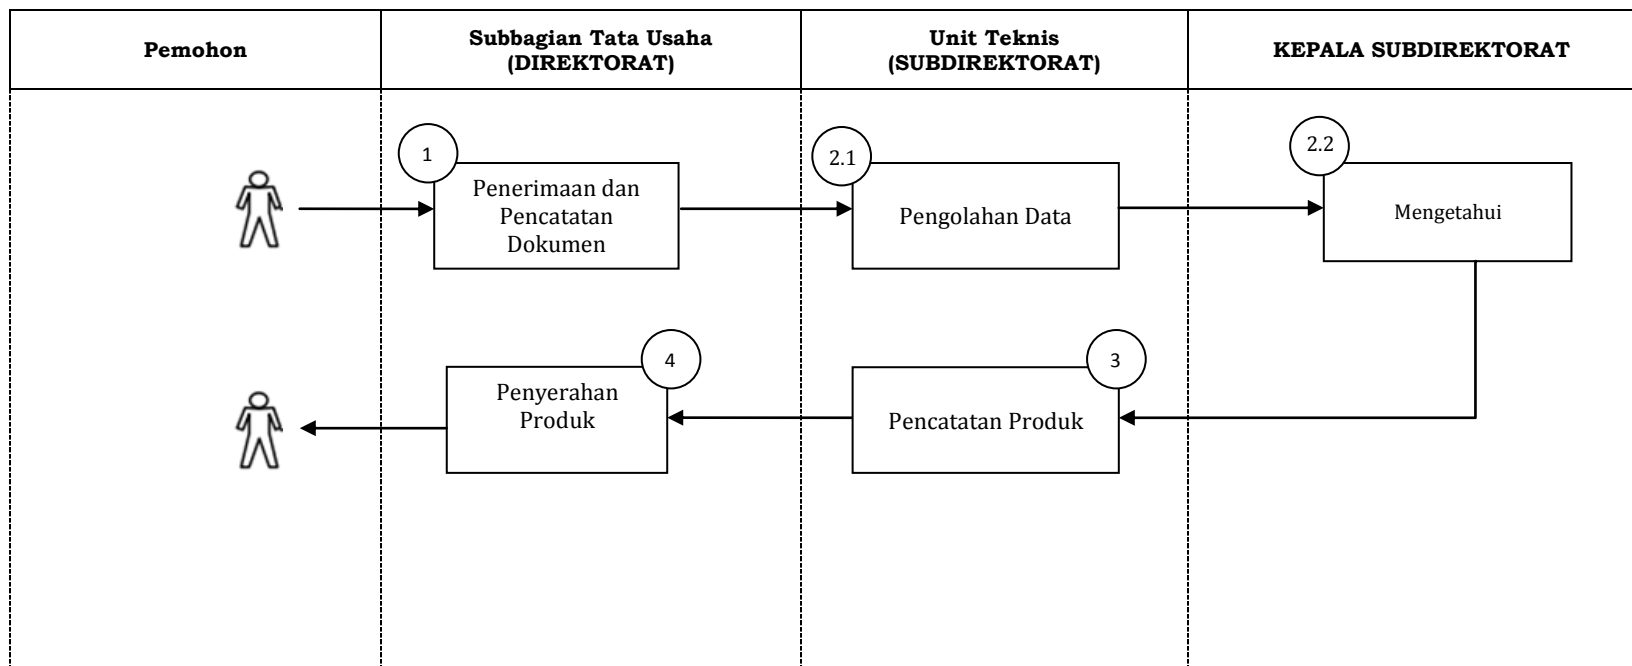 Pemohon
Subbagian Tata Usaha
(DIREKTORAT)
Unit Teknis
(SUBDIREKTORAT)
KEPALA SUBDIREKTORAT
1
Penerimaan dan
Pencatatan
Dokumen
2.1
Pengolahan Data
2.2
Mengetahui
4
Penyerahan
Produk
3
Pencatatan Produk